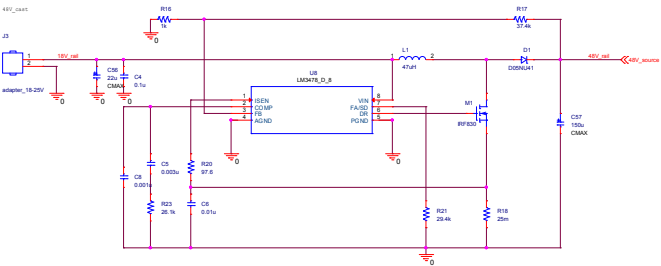 48V_cast
R16
1k
0
R17
37.4k
J3
1
2
adapter_18-25V
18V_rail
0
C56
22u
CMAX
0
C4
0.1u
0
U8
LM3478_D_8
1
2
3
4
ISEN
COMP
FB
AGND
VIN
FA/SD
DR
PGND
8
7
6
5
0
0
1
L1
2
47uH
D1
D05NU41
48V_rail
48V_source
M1
IRF630
C57
150u
CMAX
C8
0.001u
C5
0.003u
R23
26.1k
R20
97.6
C6
0.01u
R21
29.4k
R18
25m
0